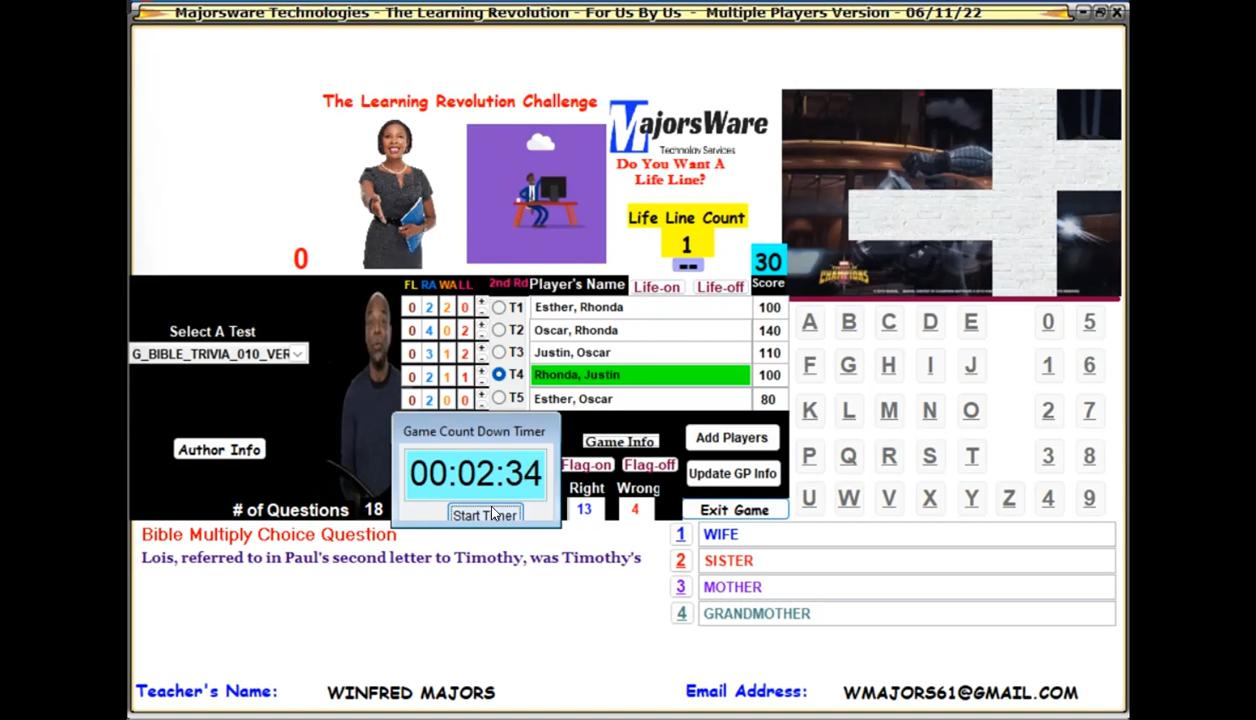 Majorsware Technologies - The Learning Revolution - For Us By Us - Multiple Players Version - 06/11/22
The Learning Revolution Challenge
MajorsWare
Technology Services
Do You Want A
Life Line?
Life Line Count
1
--
0
30
FL RA WA LL 2nd Rd Player's Name Life-on Life-off Score
0 2 2 0 + - T1 Esther, Rhonda 100
0 4 0 2 + - T2 Oscar, Rhonda 140
0 3 1 2 + - T3 Justin, Oscar 110
0 2 1 1 + - T4 Rhonda, Justin 100
0 2 0 0 + - T5 Esther, Oscar 80
Select A Test
G_BIBLE_TRIVIA_010_VER
Author Info
# of Questions 18
Game Count Down Timer
00:02:34
Start Timer
Game Info
Flag-on Flag-off
Right Wrong
13 4
Add Players
Update GP Info
Exit Game
CHAMPIONS
A B C D E 0 5
F G H I J 1 6
K L M N O 2 7
P Q R S T 3 8
U W V X Y Z 4 9
Bible Multiply Choice Question
Lois, referred to in Paul's second letter to Timothy, was Timothy's
1 WIFE
2 SISTER
3 MOTHER
4 GRANDMOTHER
Teacher's Name: WINFRED MAJORS
Email Address: WMAJORS61@GMAIL.COM